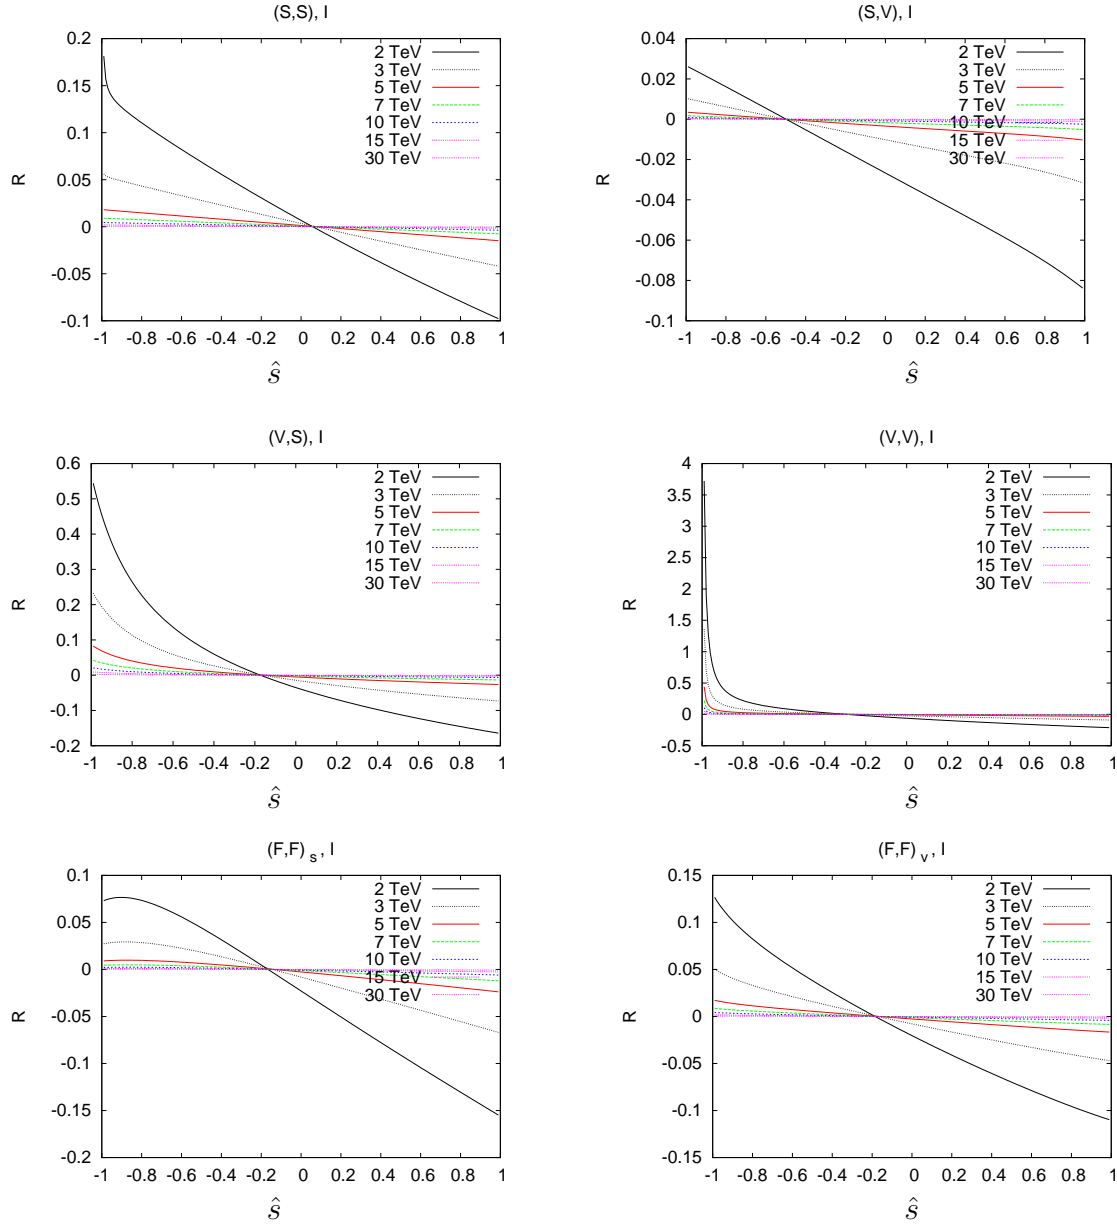 (S,S), I
0.2
0.15
0.1
0.05
0
-0.05
-0.1
R
2 TeV
3 TeV
5 TeV
7 TeV
10 TeV
15 TeV
30 TeV
-1 -0.8 -0.6 -0.4 -0.2 0 0.2 0.4 0.6 0.8 1
ŝ
(S,V), I
0.04
0.02
0
-0.02
-0.04
-0.06
-0.08
-0.1
R
2 TeV
3 TeV
5 TeV
7 TeV
10 TeV
15 TeV
30 TeV
-1 -0.8 -0.6 -0.4 -0.2 0 0.2 0.4 0.6 0.8 1
ŝ
(V,S), I
0.6
0.5
0.4
0.3
0.2
0.1
0
-0.1
-0.2
R
2 TeV
3 TeV
5 TeV
7 TeV
10 TeV
15 TeV
30 TeV
-1 -0.8 -0.6 -0.4 -0.2 0 0.2 0.4 0.6 0.8 1
ŝ
(V,V), I
4
3.5
3
2.5
2
1.5
1
0.5
0
-0.5
R
2 TeV
3 TeV
5 TeV
7 TeV
10 TeV
15 TeV
30 TeV
-1 -0.8 -0.6 -0.4 -0.2 0 0.2 0.4 0.6 0.8 1
ŝ
(F,F) s , I
0.1
0.05
0
-0.05
-0.1
-0.15
-0.2
R
2 TeV
3 TeV
5 TeV
7 TeV
10 TeV
15 TeV
30 TeV
-1 -0.8 -0.6 -0.4 -0.2 0 0.2 0.4 0.6 0.8 1
ŝ
(F,F) v , I
0.15
0.1
0.05
0
-0.05
-0.1
-0.15
R
2 TeV
3 TeV
5 TeV
7 TeV
10 TeV
15 TeV
30 TeV
-1 -0.8 -0.6 -0.4 -0.2 0 0.2 0.4 0.6 0.8 1
ŝ